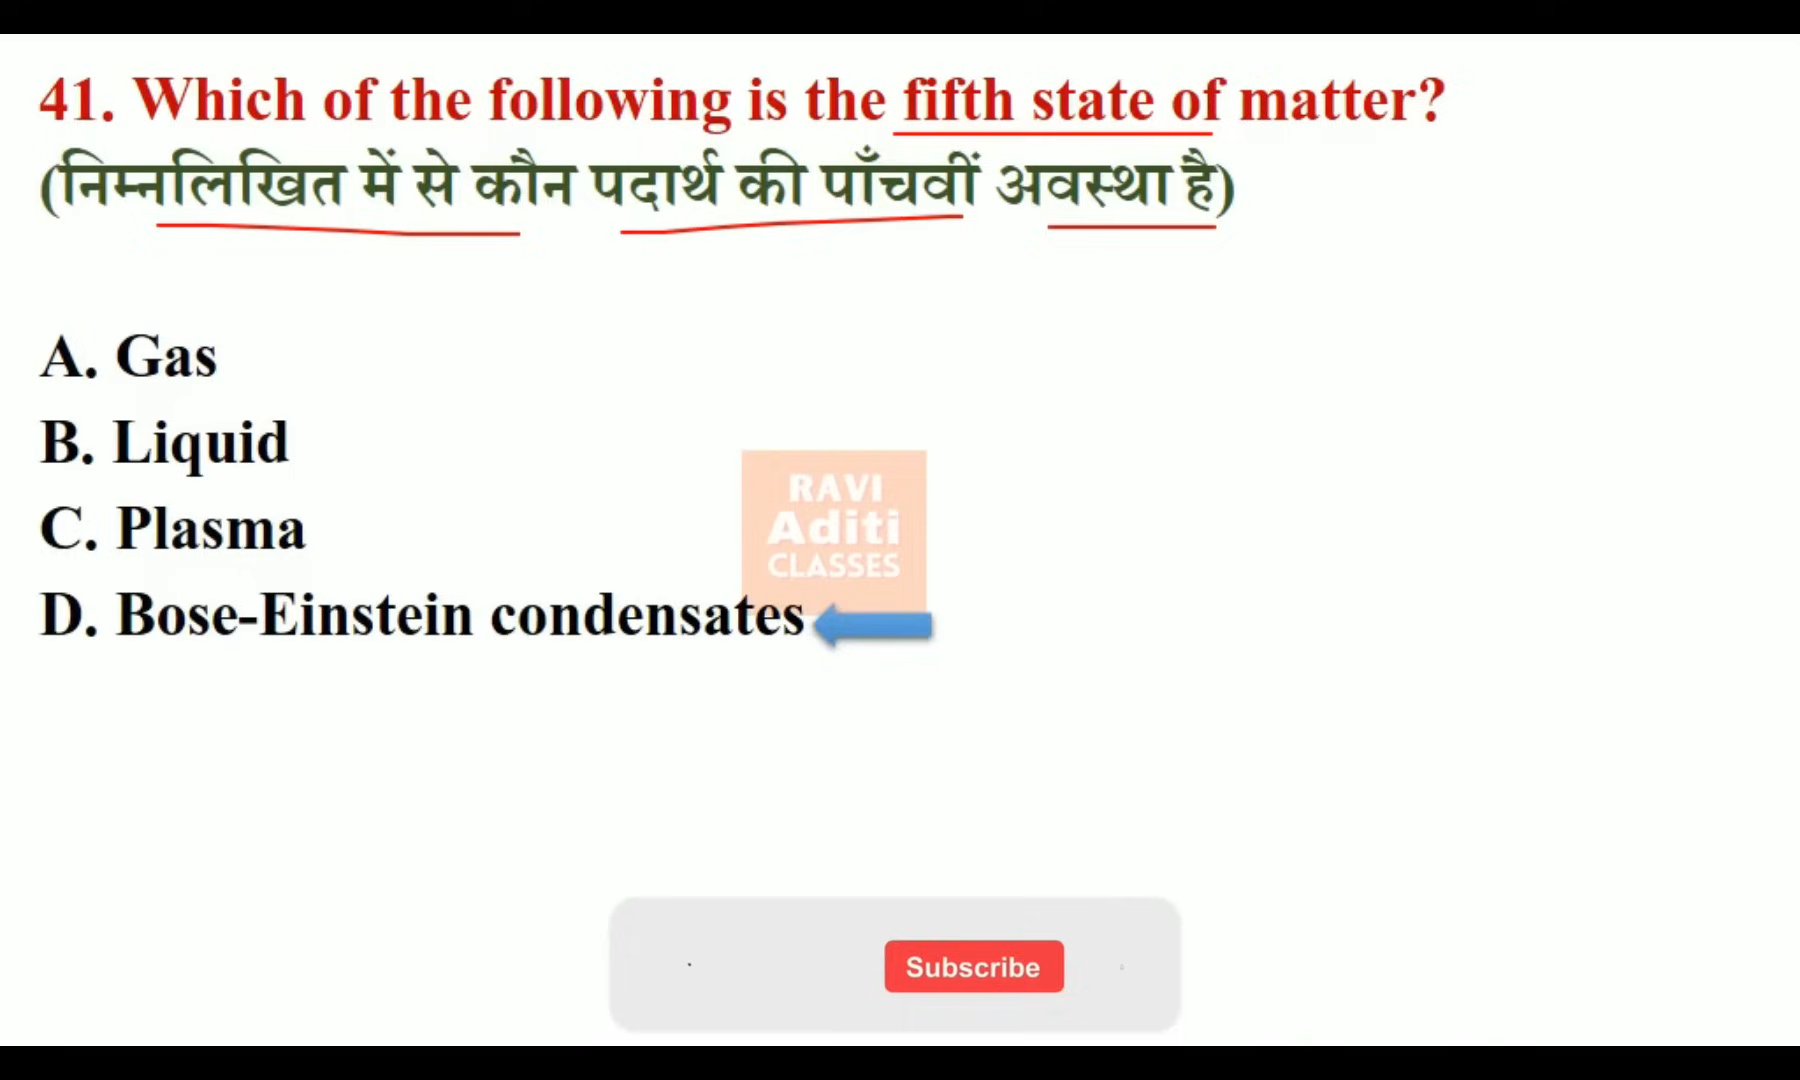 41. Which of the following is the fifth state of matter?
(निम्नलिखित में से कौन पदार्थ की पाँचवीं अवस्था है)
A. Gas
B. Liquid
C. Plasma
D. Bose-Einstein condensates
RAVI
Aditi
CLASSES
Subscribe